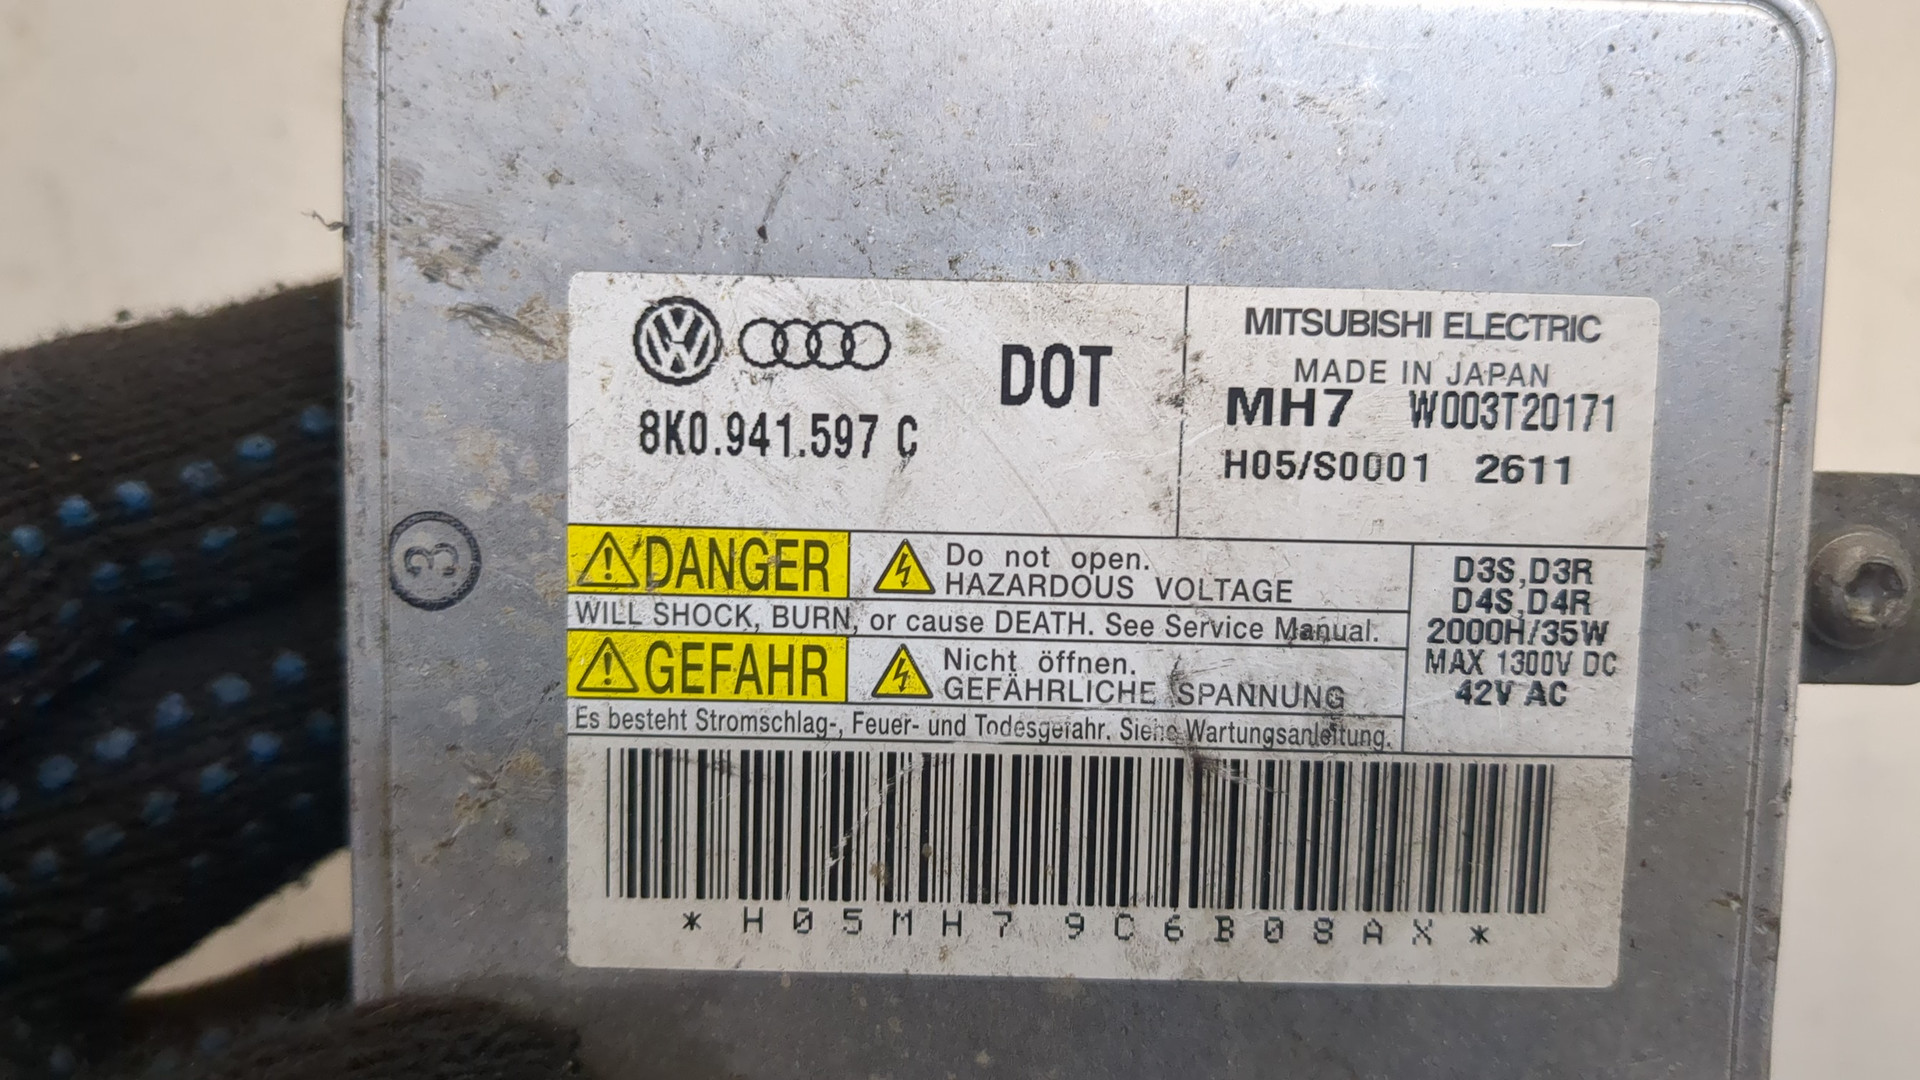 8K0.941.597 C
DOT
MITSUBISHI ELECTRIC
MADE IN JAPAN
MH7 W003T20171
H05/S0001 2611
3
DANGER
Do not open.
HAZARDOUS VOLTAGE
WILL SHOCK, BURN, or cause DEATH. See Service Manual.
GEFAHR
Nicht öffnen.
GEFÄHRLICHE SPANNUNG
Es besteht Stromschlag-, Feuer- und Todesgefahr. Siehe Wartungsanleitung.
D3S,D3R
D4S,D4R
2000H/35W
MAX 1300V DC
42V AC
*H05MH79C6B08AX*